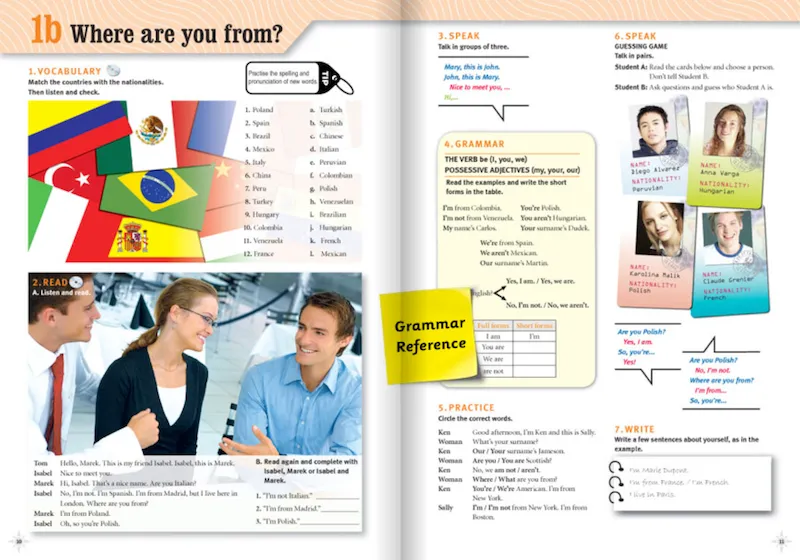 1b Where are you from?
1. VOCABULARY
Match the countries with the nationalities.
Then listen and check.
Practise the spelling and
pronunciation of new words.
TIP
1. Poland a. Turkish
2. Spain b. Spanish
3. Brazil c. Chinese
4. Mexico d. Italian
5. Italy e. Peruvian
6. China f. Colombian
7. Peru g. Polish
8. Turkey h. Venezuelan
9. Hungary i. Brazilian
10. Colombia j. Hungarian
11. Venezuela k. French
12. France l. Mexican
2. READ
A. Listen and read.
Tom Hello, Marek. This is my friend Isabel. Isabel, this is Marek.
Isabel Nice to meet you.
Marek Hi, Isabel. That's a nice name. Are you Italian?
Isabel No, I'm not. I'm Spanish. I'm from Madrid, but I live here in
London. Where are you from?
Marek I'm from Poland.
Isabel Oh, so you're Polish.
B. Read again and complete with
Isabel, Marek or Isabel and
Marek.
1. "I'm not Italian."
2. "I'm from Madrid."
3. "I'm Polish."
10
3. SPEAK
Talk in groups of three.
Mary, this is John.
John, this is Mary.
Nice to meet you, ...
Hi,...
4. GRAMMAR
THE VERB be (I, you, we)
POSSESSIVE ADJECTIVES (my, your, our)
Read the examples and write the short
forms in the table.
I'm from Colombia. You're Polish.
I'm not from Venezuela. You aren't Hungarian.
My name's Carlos. Your surname's Dudek.
We're from Spain.
We aren't Mexican.
Our surname's Martin.
Yes, I am. / Yes, we are.
English?
No, I'm not. / No, we aren't.
Grammar
Reference
Full forms Short forms
I am I'm
You are
We are
are not
5. PRACTICE
Circle the correct words.
Ken Good afternoon, I'm Ken and this is Sally.
Woman What's your surname?
Ken Our / Your surname's Jameson.
Woman Are you / You are Scottish?
Ken No, we am not / aren't.
Woman Where / What are you from?
Ken You're / We're American. I'm from
New York.
Sally I'm / I'm not from New York. I'm from
Boston.
6. SPEAK
GUESSING GAME
Talk in pairs.
Student A: Read the cards below and choose a person.
Don't tell Student B.
Student B: Ask questions and guess who Student A is.
NAME:
Diego Alvarez
NATIONALITY:
Peruvian
NAME:
Anna Varga
NATIONALITY:
Hungarian
NAME:
Karolina Malik
NATIONALITY:
Polish
NAME:
Claude Grenier
NATIONALITY:
French
Are you Polish?
Yes, I am.
So, you're...
Yes!
Are you Polish?
No, I'm not.
Where are you from?
I'm from...
So, you're...
7. WRITE
Write a few sentences about yourself, as in the
example.
I'm Marie Dupont.
I'm from France. / I'm French.
I live in Paris.
11